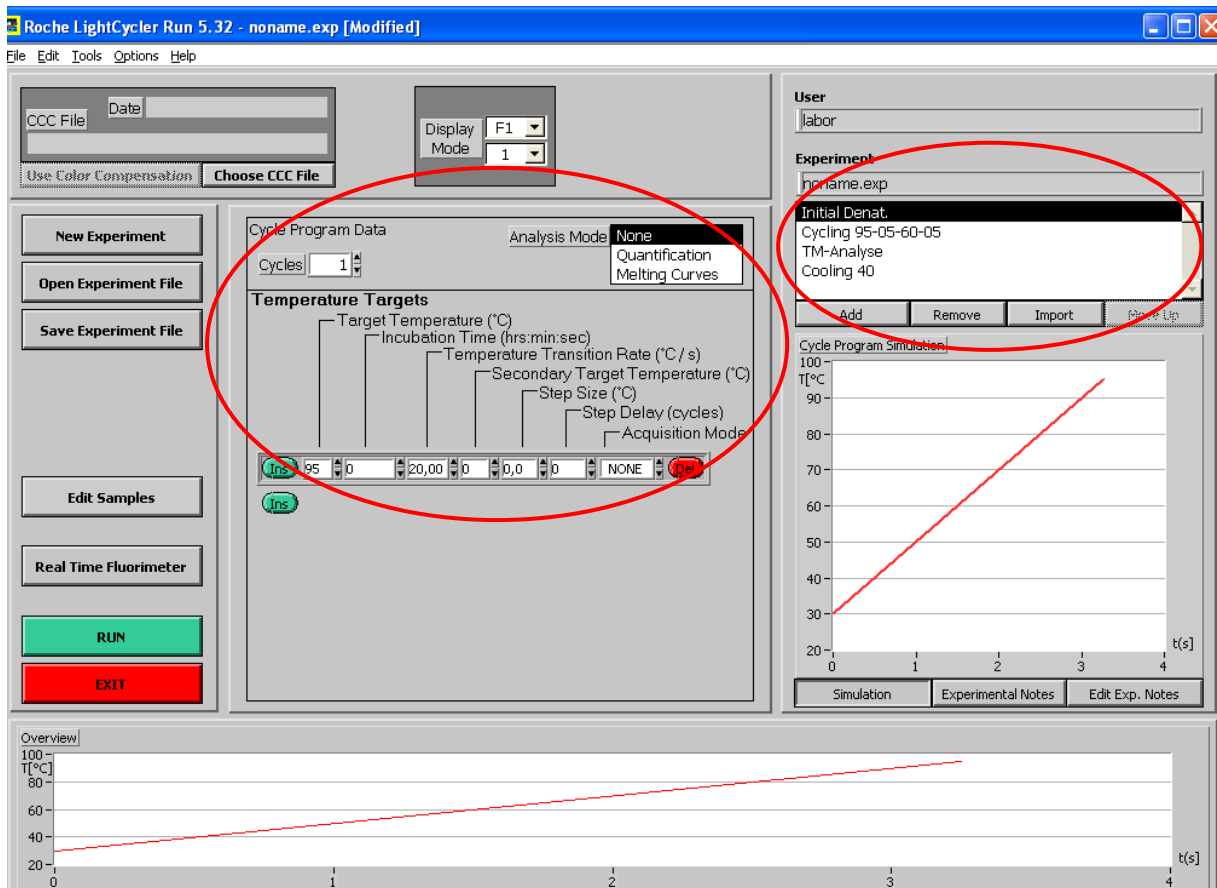 Roche LightCycler Run 5.32 - noname.exp [Modified]
File Edit Tools Options Help
CCC File
Date
Use Color Compensation
Choose CCC File
Display Mode
F1
1
User
labor
Experiment
noname.exp
Initial Denat.
Cycling 95-05-60-05
TM-Analyse
Cooling 40
Add
Remove
Import
Move Up
New Experiment
Open Experiment File
Save Experiment File
Edit Samples
Real Time Fluorimeter
RUN
EXIT
Cycle Program Data
Cycles 1
Analysis Mode
None
Quantification
Melting Curves
Temperature Targets
Target Temperature (°C)
Incubation Time (hrs:min:sec)
Temperature Transition Rate (°C / s)
Secondary Target Temperature (°C)
Step Size (°C)
Step Delay (cycles)
Acquisition Mode
Ins 95 0 20,00 0 0,0 0 NONE Del
Ins
Cycle Program Simulation
100
T[°C
90
80
70
60
50
40
30
20
0 1 2 3 4
t(s]
Simulation
Experimental Notes
Edit Exp. Notes
Overview
100
T[°C]
80
60
40
20
0 1 2 3 4
t(s]